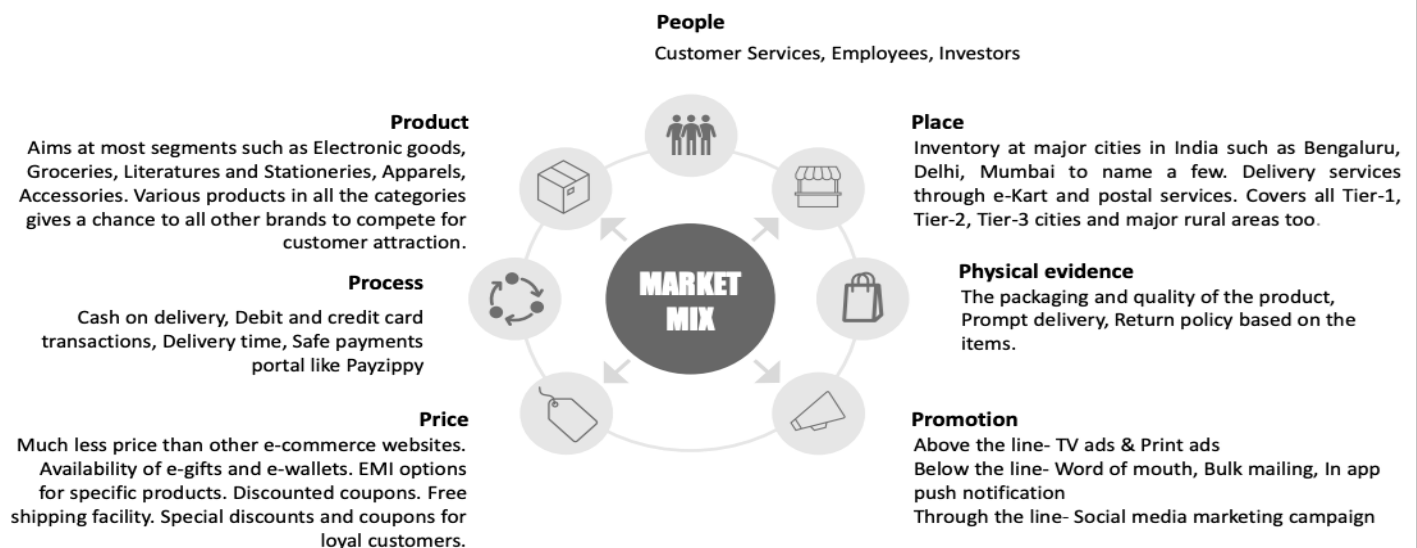 People
Customer Services, Employees, Investors
Product
Aims at most segments such as Electronic goods,
Groceries, Literatures and Stationeries, Apparels,
Accessories. Various products in all the categories
gives a chance to all other brands to compete for
customer attraction.
Place
Inventory at major cities in India such as Bengaluru,
Delhi, Mumbai to name a few. Delivery services
through e-Kart and postal services. Covers all Tier-1,
Tier-2, Tier-3 cities and major rural areas too.
Process
Cash on delivery, Debit and credit card
transactions, Delivery time, Safe payments
portal like Payzippy
MARKET
MIX
Physical evidence
The packaging and quality of the product,
Prompt delivery, Return policy based on the
items.
Price
Much less price than other e-commerce websites.
Availability of e-gifts and e-wallets. EMI options
for specific products. Discounted coupons. Free
shipping facility. Special discounts and coupons for
loyal customers.
Promotion
Above the line- TV ads & Print ads
Below the line- Word of mouth, Bulk mailing, In app
push notification
Through the line- Social media marketing campaign